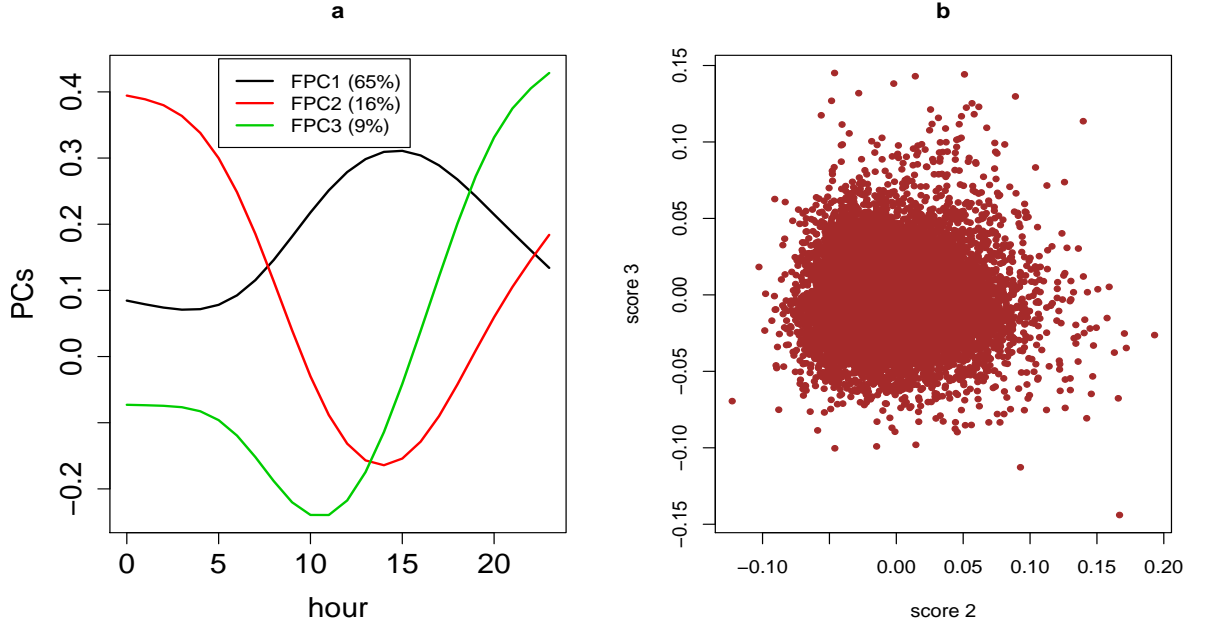 a
PCs
0.4
0.3
0.2
0.1
0.0
−0.2
FPC1 (65%)
FPC2 (16%)
FPC3 (9%)
0 5 10 15 20
hour
b
score 3
0.15
0.10
0.05
0.00
−0.05
−0.10
−0.15
−0.10 0.00 0.05 0.10 0.15 0.20
score 2